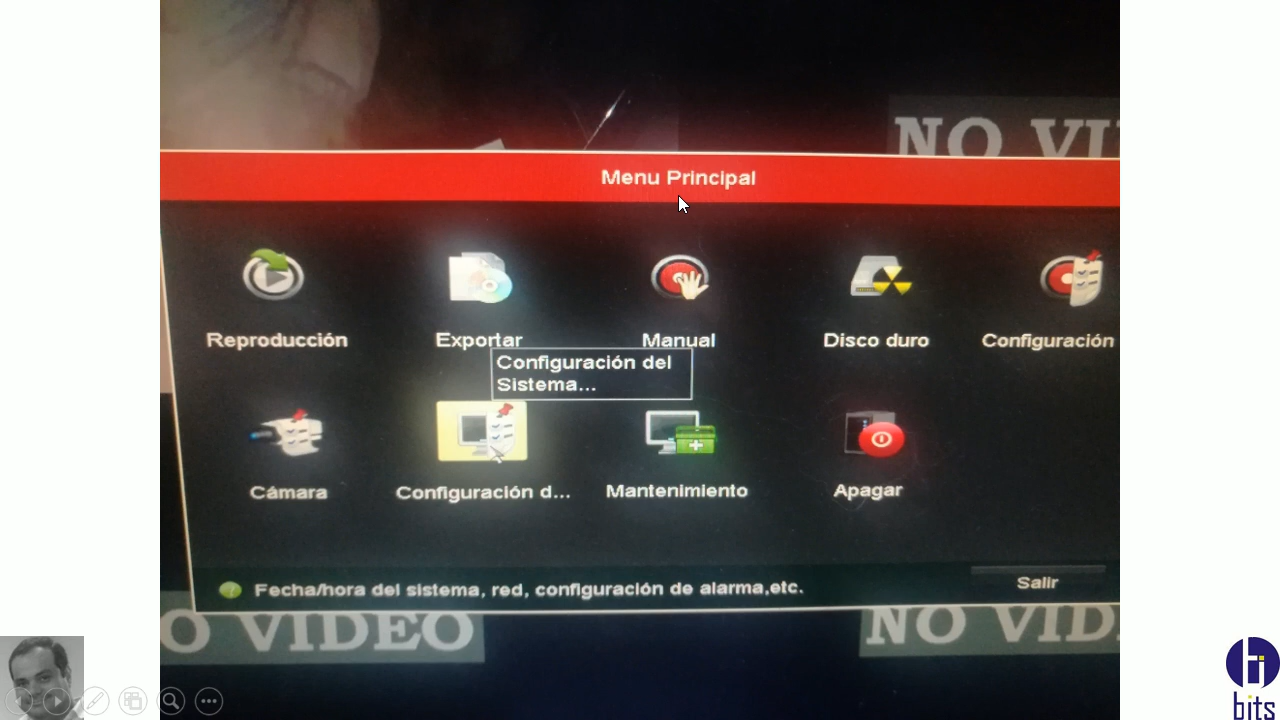 NO VI
Menu Principal
Reproducción
Exportar
Manual
Disco duro
Configuración
Configuración del
Sistema...
Cámara
Configuración d...
Mantenimiento
Apagar
Fecha/hora del sistema, red, configuración de alarma,etc.
Salir
O VIDEO
NO VID
bits